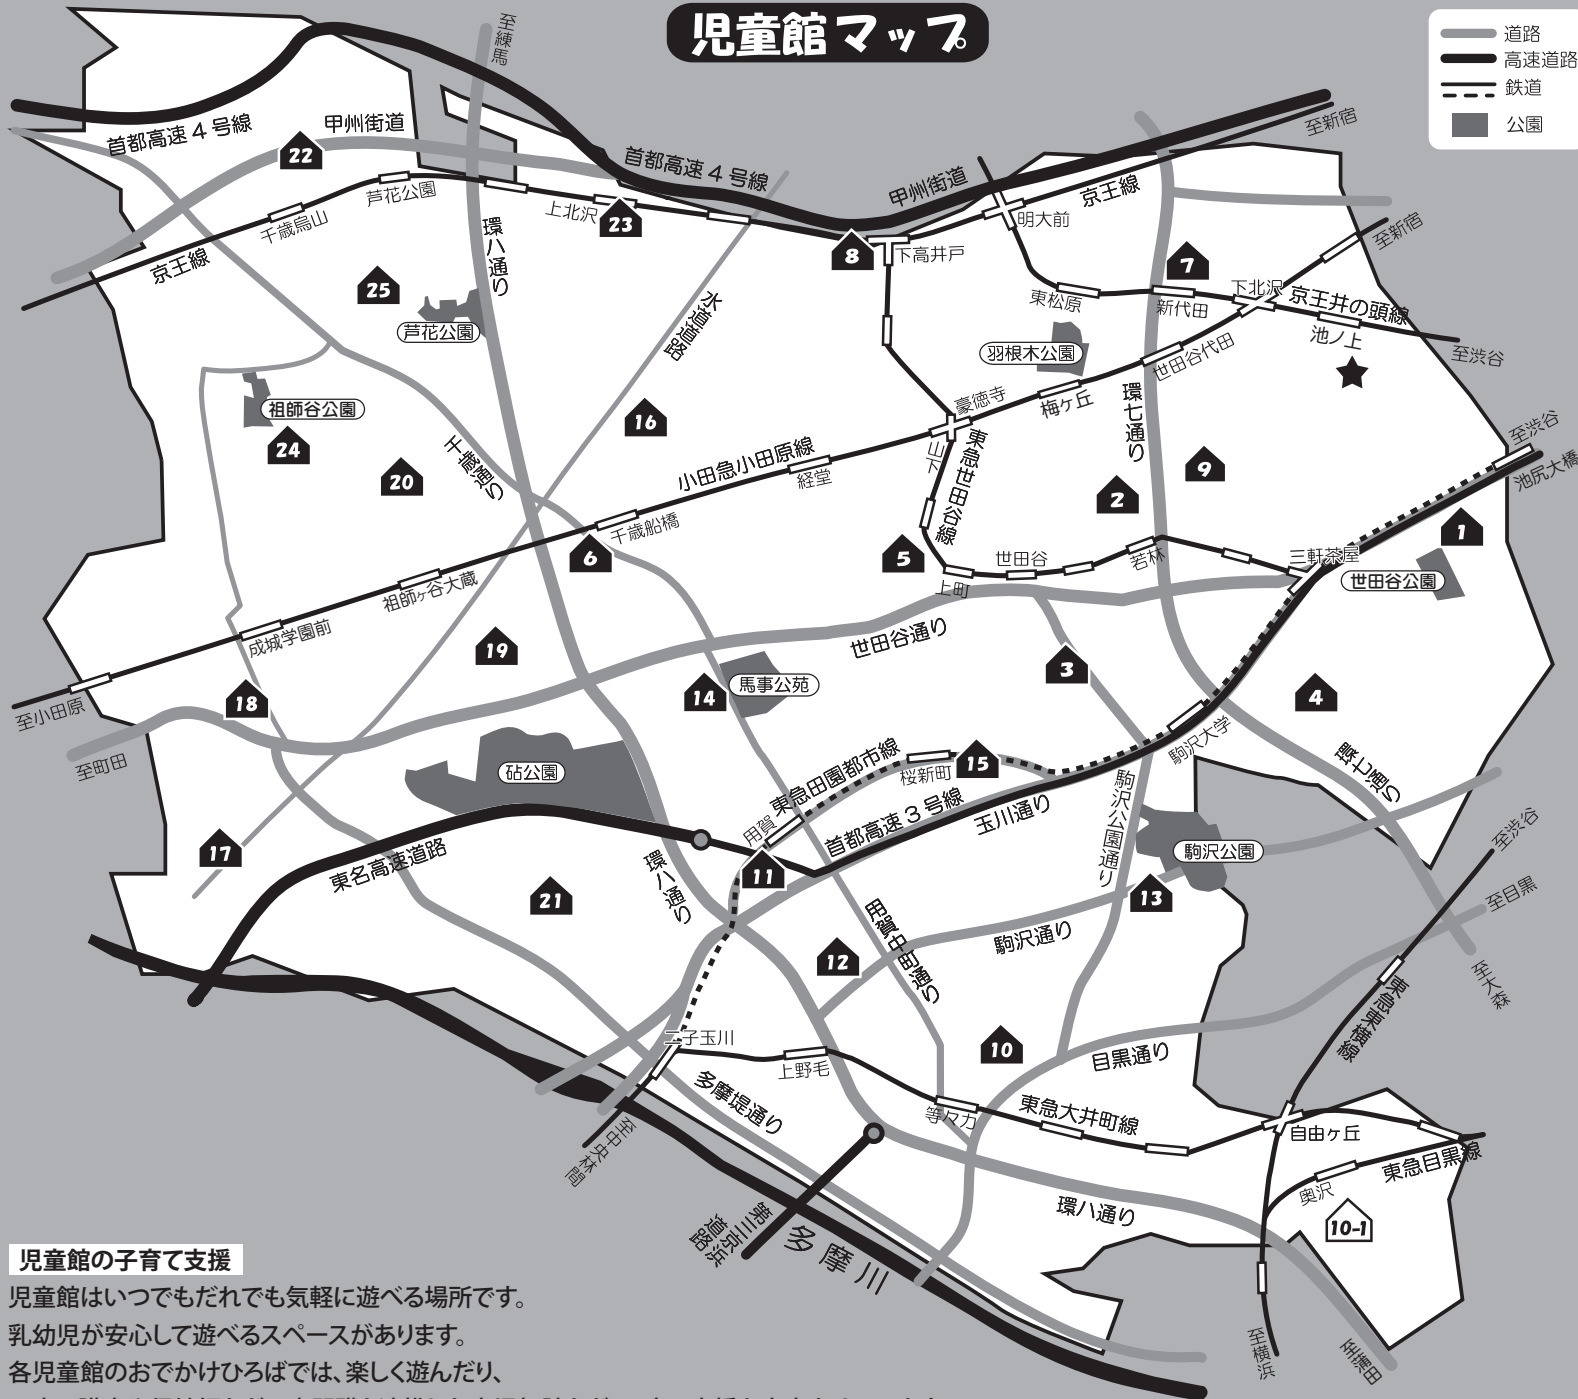 児童館マップ
道路
高速道路
鉄道
公園
至練馬
首都高速4号線
甲州街道
22
芦花公園
千歳烏山
京王線
上北沢
23
首都高速4号線
甲州街道
京王線
至新宿
明大前
8
下高井戸
7
至新宿
25
環八通り
芦花公園
水道道路
東松原
新代田
下北沢
京王井の頭線
池ノ上
至渋谷
羽根木公園
世田谷代田
祖師谷公園
24
20
千歳通り
16
豪徳寺
梅ヶ丘
環七通り
山下
東急世田谷線
小田急小田原線
経堂
9
2
至渋谷
池尻大橋
1
千歳船橋
6
5
世田谷
若林
三軒茶屋
世田谷公園
祖師ヶ谷大蔵
上町
成城学園前
19
世田谷通り
3
4
18
14
馬事公苑
至小田原
至町田
砧公園
駒沢大学
環七通り
東急田園都市線
桜新町
15
用賀
首都高速3号線
玉川通り
駒沢公園通り
駒沢公園
至渋谷
17
東名高速道路
環八通り
11
21
13
至目黒
用賀中町通り
駒沢通り
12
至大森
東急東横線
二子玉川
上野毛
10
目黒通り
多摩堤通り
等々力
東急大井町線
自由ヶ丘
東急目黒線
奥沢
至中央林間
環八通り
10-1
第三京浜
道路
多摩川
至横浜
至蒲田
児童館の子育て支援
児童館はいつでもだれでも気軽に遊べる場所です。
乳幼児が安心して遊べるスペースがあります。
各児童館のおでかけひろばでは、楽しく遊んだり、